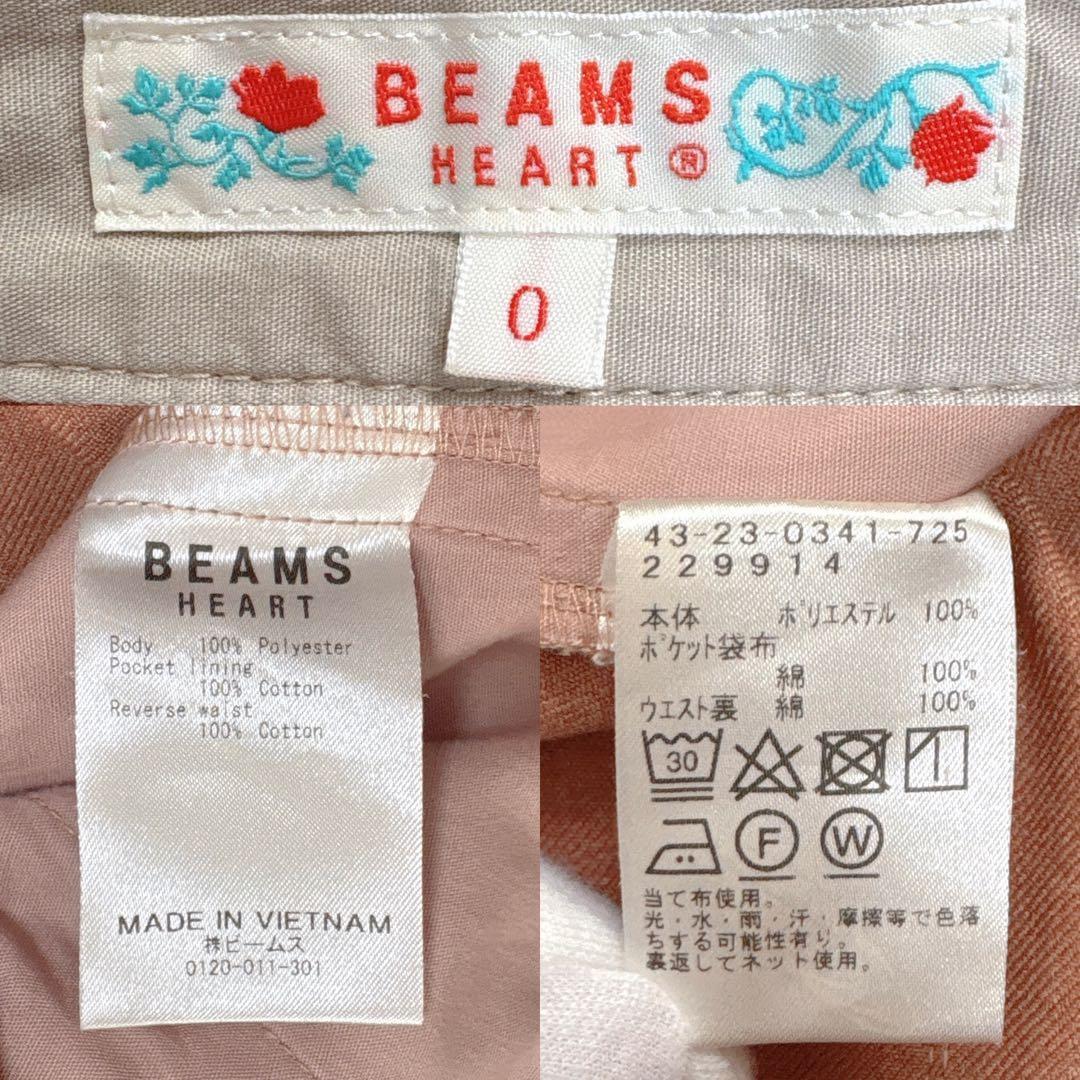 BEAMS
HEART ®
0
BEAMS
HEART
Body 100% Polyester
Pocket lining
100% Cotton
Reverse waist
100% Cotton
MADE IN VIETNAM
㈱ビームス
0120-011-301
43-23-0341-725
229914
本体 ポリエステル 100%
ポケット袋布
綿 100%
ウエスト裏 綿 100%
30
F W
当て布使用。
光・水・雨・汗・摩擦等で色落
ちする可能性有り。
裏返してネット使用。